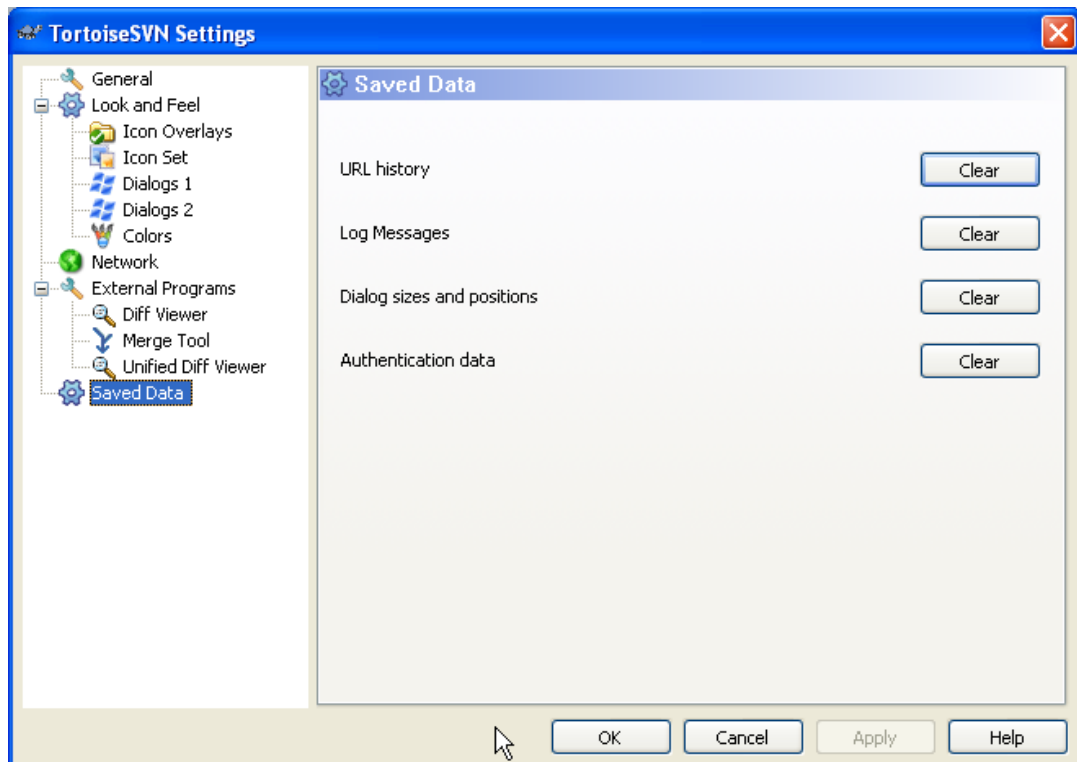 TortoiseSVN Settings
General
Look and Feel
Icon Overlays
Icon Set
Dialogs 1
Dialogs 2
Colors
Network
External Programs
Diff Viewer
Merge Tool
Unified Diff Viewer
Saved Data
Saved Data
URL history Clear
Log Messages Clear
Dialog sizes and positions Clear
Authentication data Clear
OK Cancel Apply Help